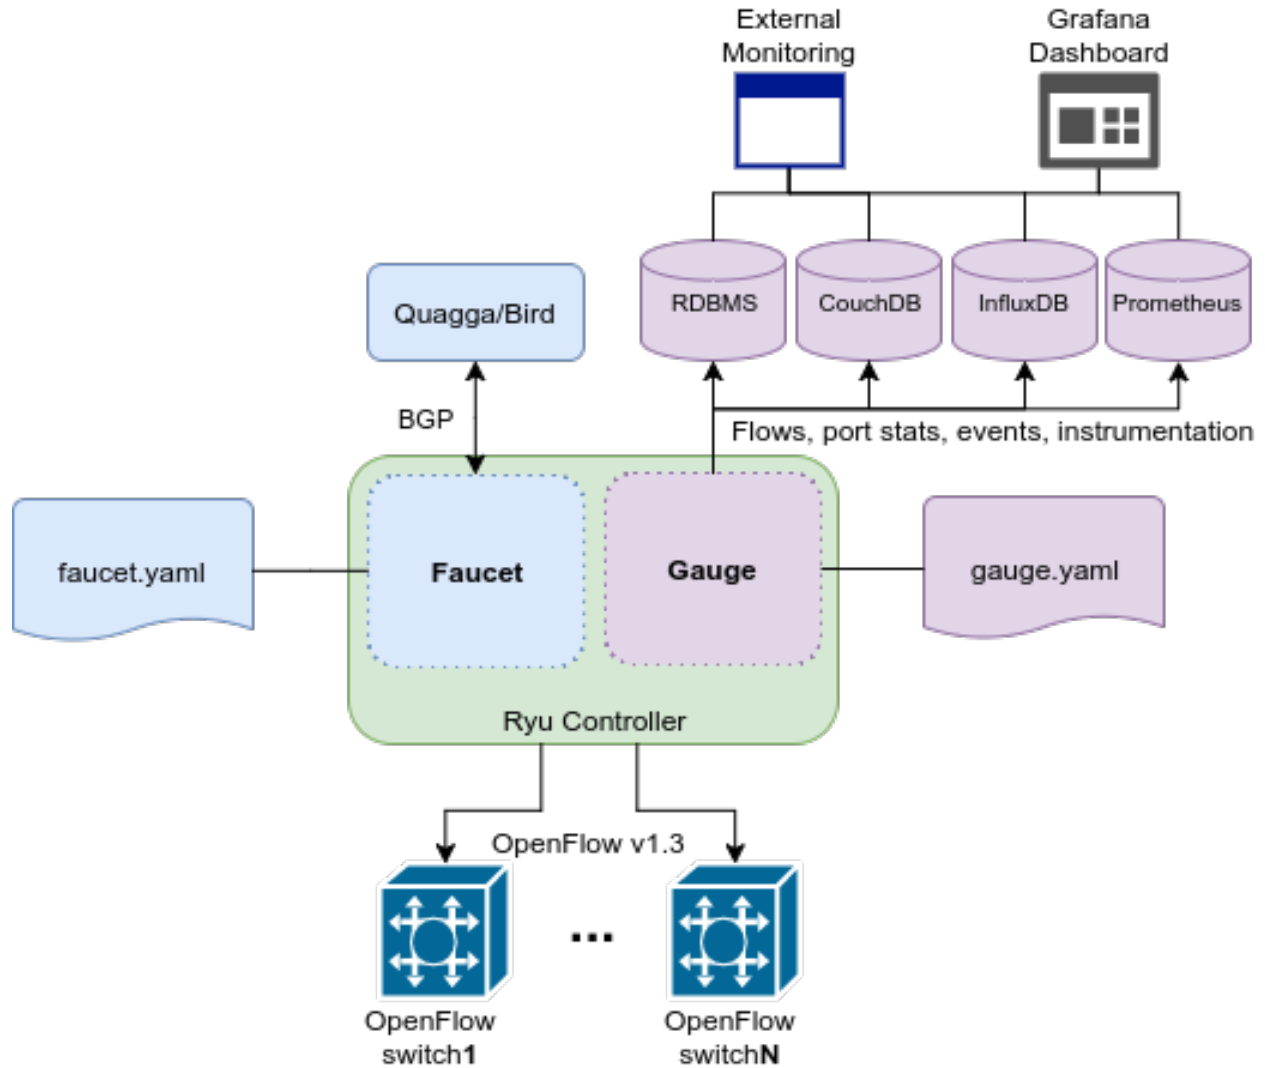 External
Monitoring
Grafana
Dashboard
RDBMS
CouchDB
InfluxDB
Prometheus
Quagga/Bird
BGP
Flows, port stats, events, instrumentation
faucet.yaml
Faucet
Gauge
gauge.yaml
Ryu Controller
OpenFlow v1.3
...
OpenFlow
switch1
OpenFlow
switchN